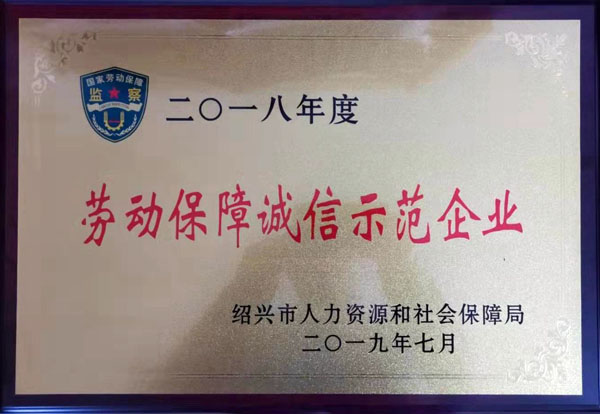 国家劳动保障
监察
二〇一八年度
劳动保障诚信示范企业
绍兴市人力资源和社会保障局
二〇一九年七月